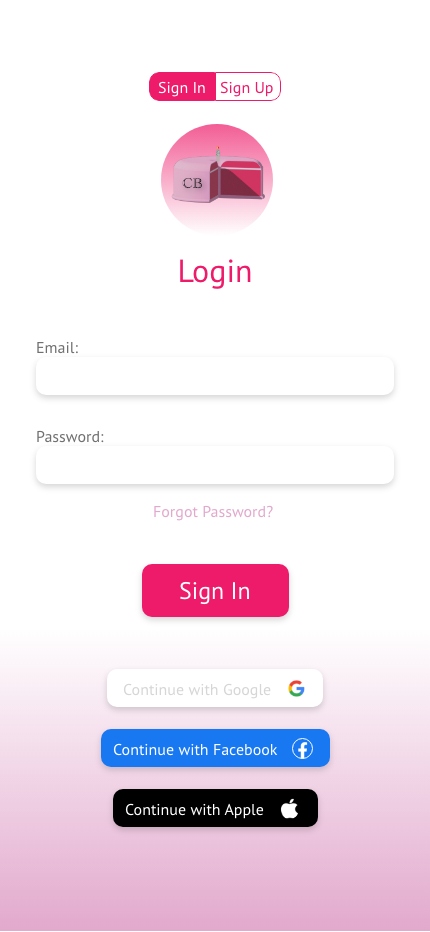 Sign In Sign Up
CB
Login
Email:
Password:
Forgot Password?
Sign In
Continue with Google
Continue with Facebook
Continue with Apple